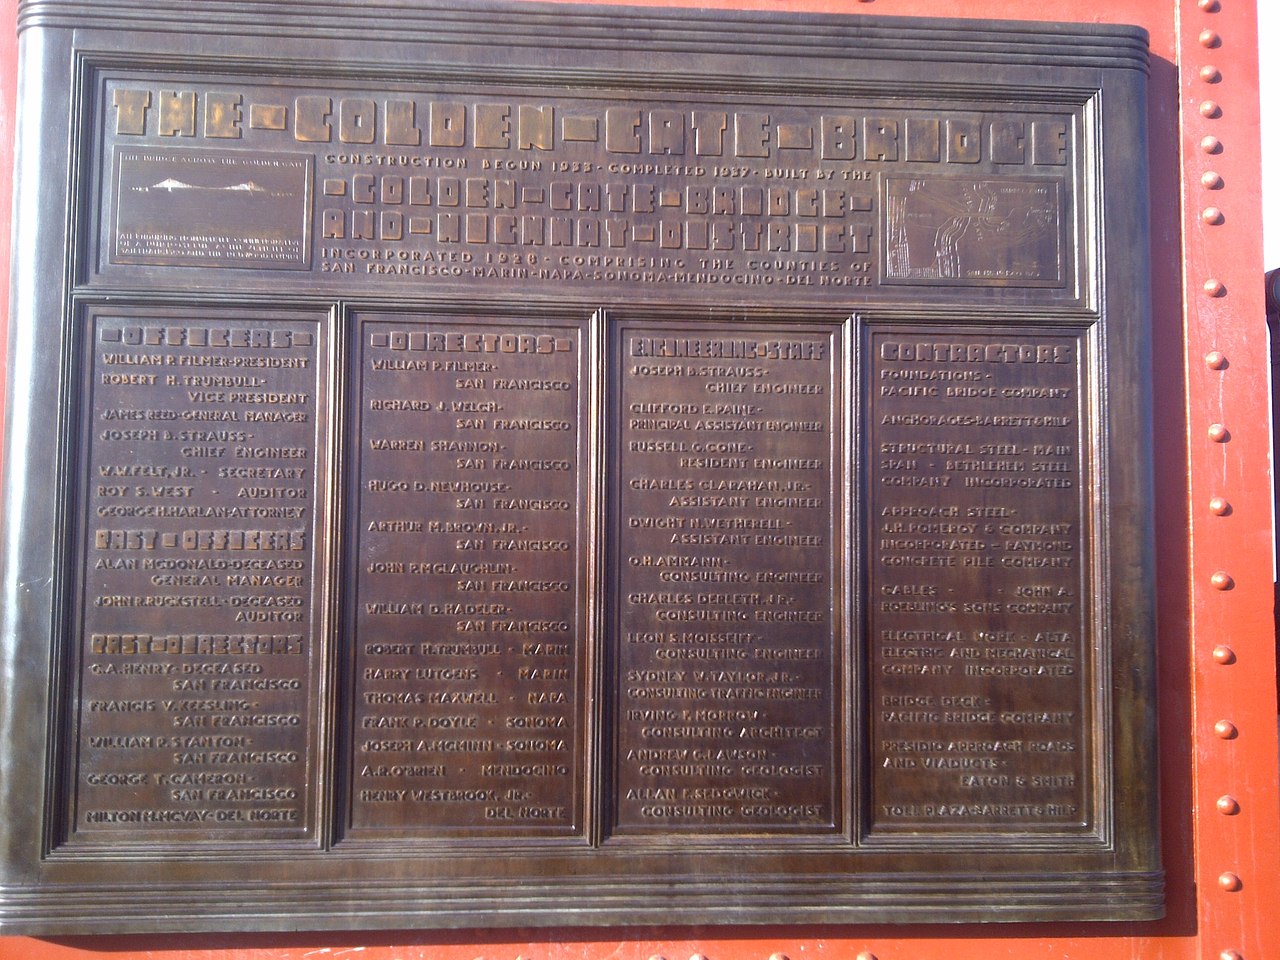 THE-GOLDEN-GATE-BRIDGE
CONSTRUCTION BEGUN 1933·COMPLETED 1937·BUILT BY THE
-GOLDEN-GATE-BRIDGE-
AND-HIGHWAY-DISTRICT
INCORPORATED 1928·COMPRISING THE COUNTIES OF
SAN FRANCISCO-MARIN-NAPA-SONOMA-MENDOCINO-DEL NORTE
THE BRIDGE ACROSS THE GOLDEN GATE
-OFFICERS-
WILLIAM P. FILMER-PRESIDENT
ROBERT H. TRUMBULL-
VICE PRESIDENT
JAMES REED-GENERAL MANAGER
JOSEPH B. STRAUSS-
CHIEF ENGINEER
W.W. FELT, JR. - SECRETARY
ROY S. WEST - AUDITOR
GEORGE H. HARLAN-ATTORNEY
PAST-OFFICERS
ALAN MCDONALD-DECEASED
GENERAL MANAGER
JOHN R. RUCKSTELL-DECEASED
AUDITOR
PAST-DIRECTORS
C.A. HENRY-DECEASED
SAN FRANCISCO
FRANCIS V. KEESLING-
SAN FRANCISCO
WILLIAM P. STANTON-
SAN FRANCISCO
GEORGE T. CAMERON-
SAN FRANCISCO
MILTON M. MCVAY-DEL NORTE
-DIRECTORS-
WILLIAM P. FILMER-
SAN FRANCISCO
RICHARD J. WELCH-
SAN FRANCISCO
WARREN SHANNON-
SAN FRANCISCO
HUGO D. NEWHOUSE-
SAN FRANCISCO
ARTHUR M. BROWN, JR.-
SAN FRANCISCO
JOHN P. MCLAUGHLIN-
SAN FRANCISCO
WILLIAM D. HADELER-
SAN FRANCISCO
ROBERT H. TRUMBULL - MARIN
HARRY LUTGENS - MARIN
THOMAS MAXWELL - NAPA
FRANK P. DOYLE - SONOMA
JOSEPH A. MCMINN-SONOMA
A.R. O'BRIEN - MENDOCINO
HENRY WESTBROOK, JR.-
DEL NORTE
ENGINEERING-STAFF
JOSEPH B. STRAUSS-
CHIEF ENGINEER
CLIFFORD E. PAINE-
PRINCIPAL ASSISTANT ENGINEER
RUSSELL G. CONE-
RESIDENT ENGINEER
CHARLES CLARAHAN, JR.-
ASSISTANT ENGINEER
DWIGHT N. WETHERELL-
ASSISTANT ENGINEER
O.H. AMMANN-
CONSULTING ENGINEER
CHARLES DERLETH, JR.-
CONSULTING ENGINEER
LEON S. MOISSEIFF-
CONSULTING ENGINEER
SYDNEY W. TAYLOR, JR.-
CONSULTING TRAFFIC ENGINEER
IRVING F. MORROW-
CONSULTING ARCHITECT
ANDREW C. LAWSON-
CONSULTING GEOLOGIST
ALLAN E. SEDGWICK-
CONSULTING GEOLOGIST
CONTRACTORS
FOUNDATIONS-
PACIFIC BRIDGE COMPANY
ANCHORAGES-BARRETT & HILP
STRUCTURAL STEEL - MAIN
SPAN - BETHLEHEM STEEL
COMPANY INCORPORATED
APPROACH STEEL-
J.H. POMEROY & COMPANY
INCORPORATED - RAYMOND
CONCRETE PILE COMPANY
CABLES - JOHN A.
ROEBLING'S SONS COMPANY
ELECTRICAL WORK - ALTA
ELECTRIC AND MECHANICAL
COMPANY INCORPORATED
BRIDGE DECK-
PACIFIC BRIDGE COMPANY
PRESIDIO APPROACH ROADS
AND VIADUCTS-
EATON & SMITH
TOLL PLAZA-BARRETT & HILP